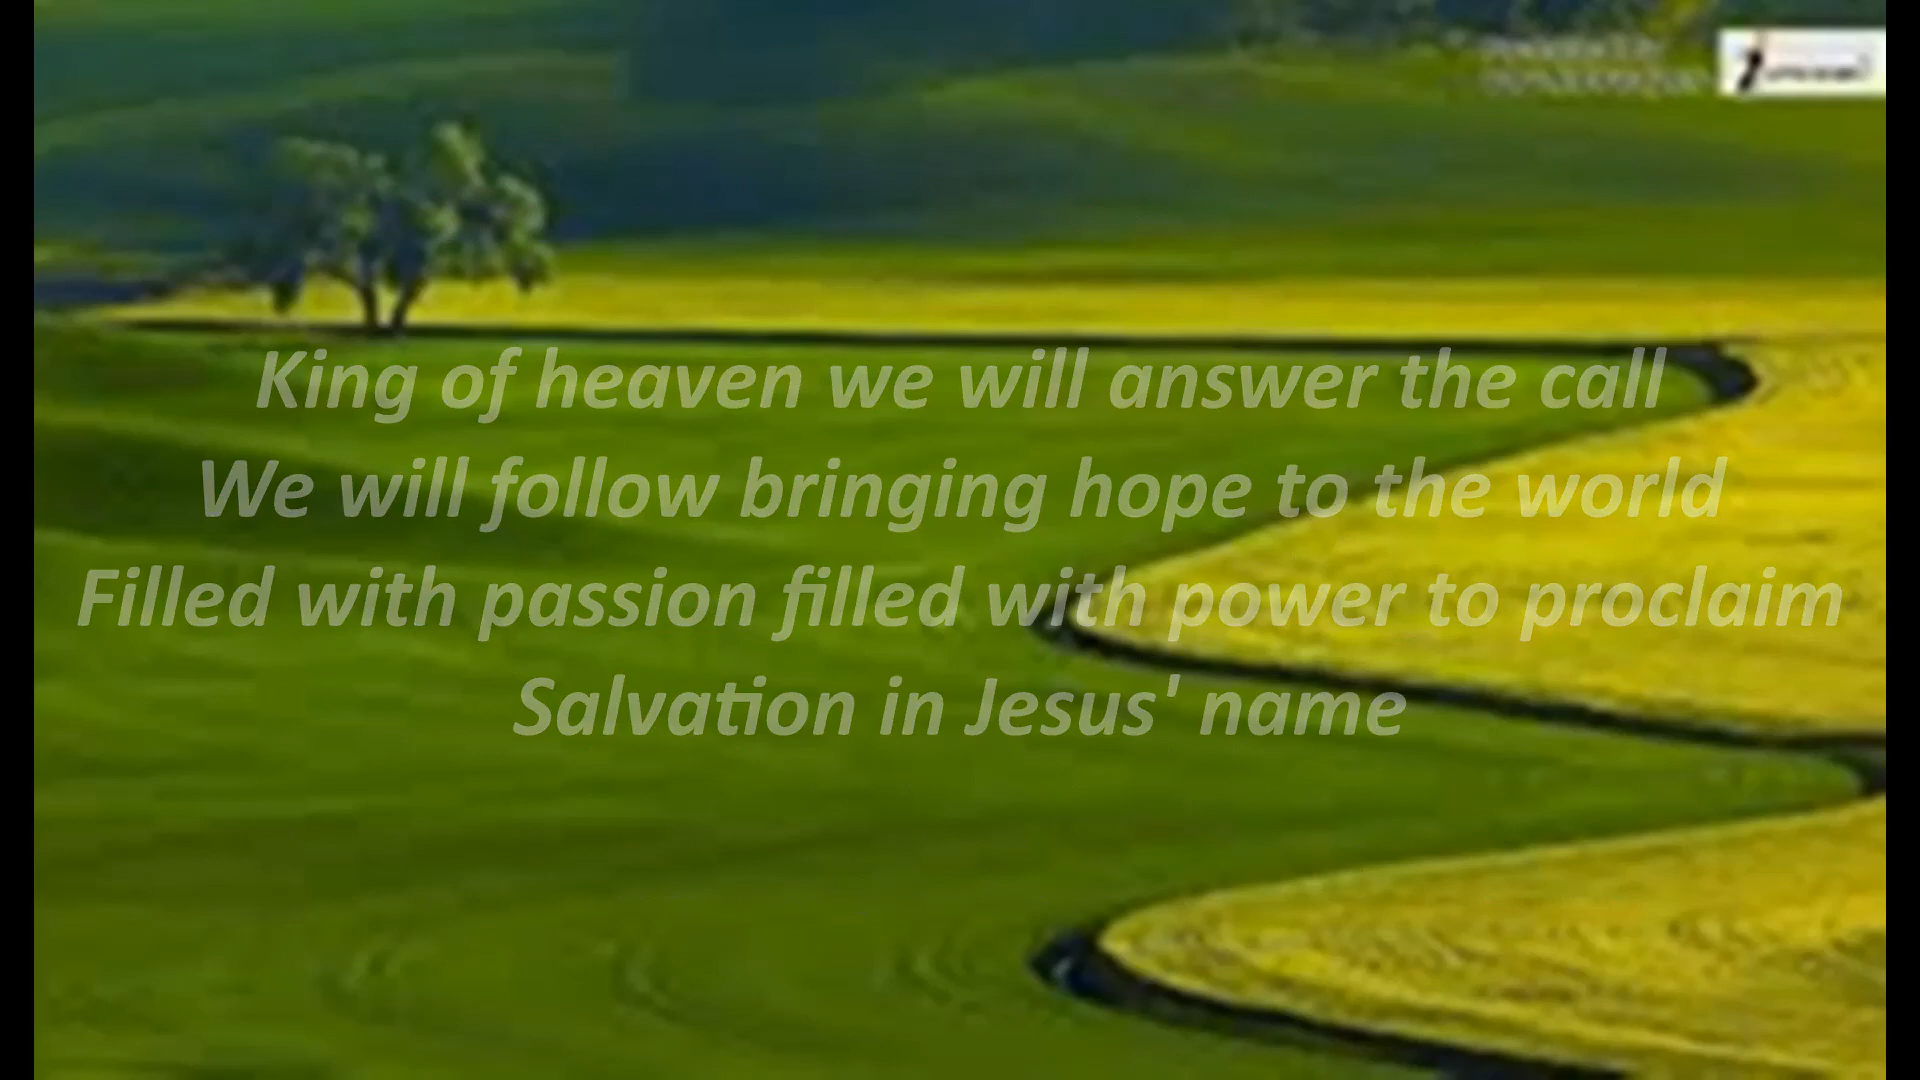 King of heaven we will answer the call
We will follow bringing hope to the world
Filled with passion filled with power to proclaim
Salvation in Jesus' name